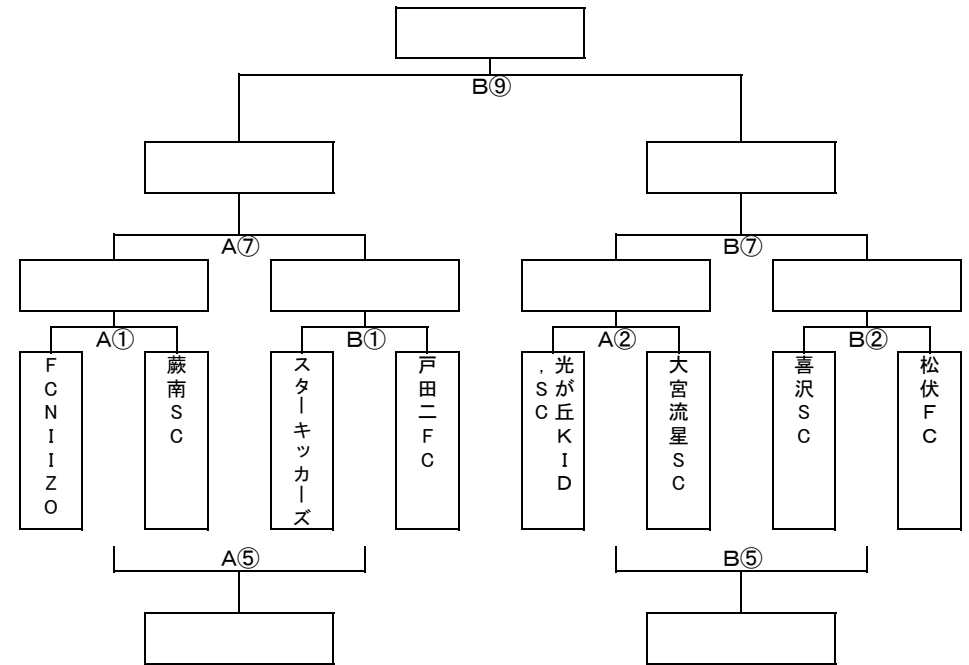 B⑨
A⑦
B⑦
A①
B①
A②
B②
FCNIIZO
蕨南SC
スターキッカーズ
戸田二FC
光が丘KID
,SC
大宮流星SC
喜沢SC
松伏FC
A⑤
B⑤